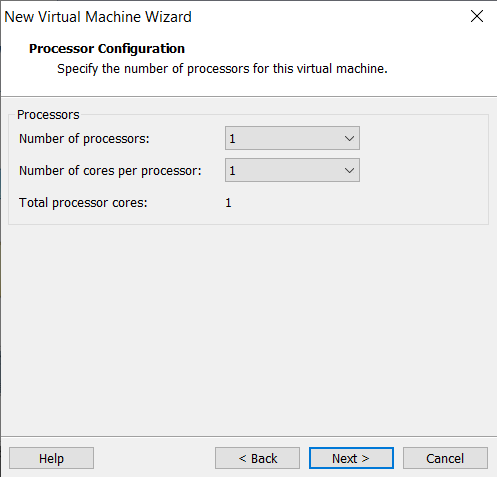 New Virtual Machine Wizard
Processor Configuration
Specify the number of processors for this virtual machine.
Processors
Number of processors: 1
Number of cores per processor: 1
Total processor cores: 1
Help < Back Next > Cancel